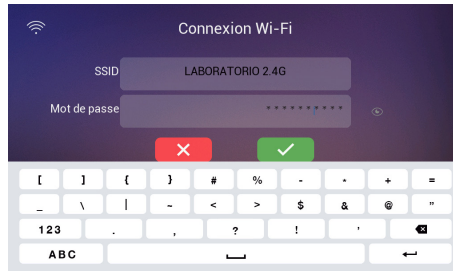 Connexion Wi-Fi
SSID LABORATORIO 2.4G
Mot de passe **********
[ ] { } # % - * + =
_ \ | ~ < > $ & @ "
123 . , ? ! '
ABC